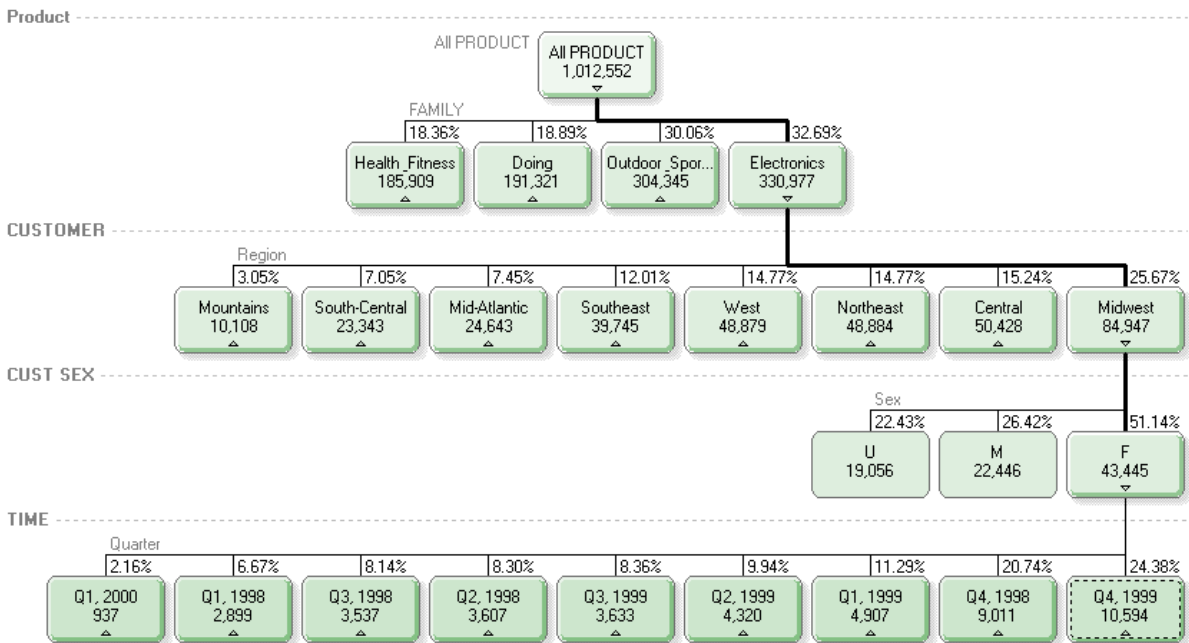 Product
All PRODUCT
All PRODUCT
1,012,552
FAMILY
18.36% 18.89% 30.06% 32.69%
Health_Fitness Doing Outdoor_Spor... Electronics
185,909 191,321 304,345 330,977
CUSTOMER
Region
3.05% 7.05% 7.45% 12.01% 14.77% 14.77% 15.24% 25.67%
Mountains South-Central Mid-Atlantic Southeast West Northeast Central Midwest
10,108 23,343 24,643 39,745 48,879 48,884 50,428 84,947
CUST SEX
Sex
22.43% 26.42% 51.14%
U M F
19,056 22,446 43,445
TIME
Quarter
2.16% 6.67% 8.14% 8.30% 8.36% 9.94% 11.29% 20.74% 24.38%
Q1, 2000 Q1, 1998 Q3, 1998 Q2, 1998 Q3, 1999 Q2, 1999 Q1, 1999 Q4, 1998 Q4, 1999
937 2,899 3,537 3,607 3,633 4,320 4,907 9,011 10,594